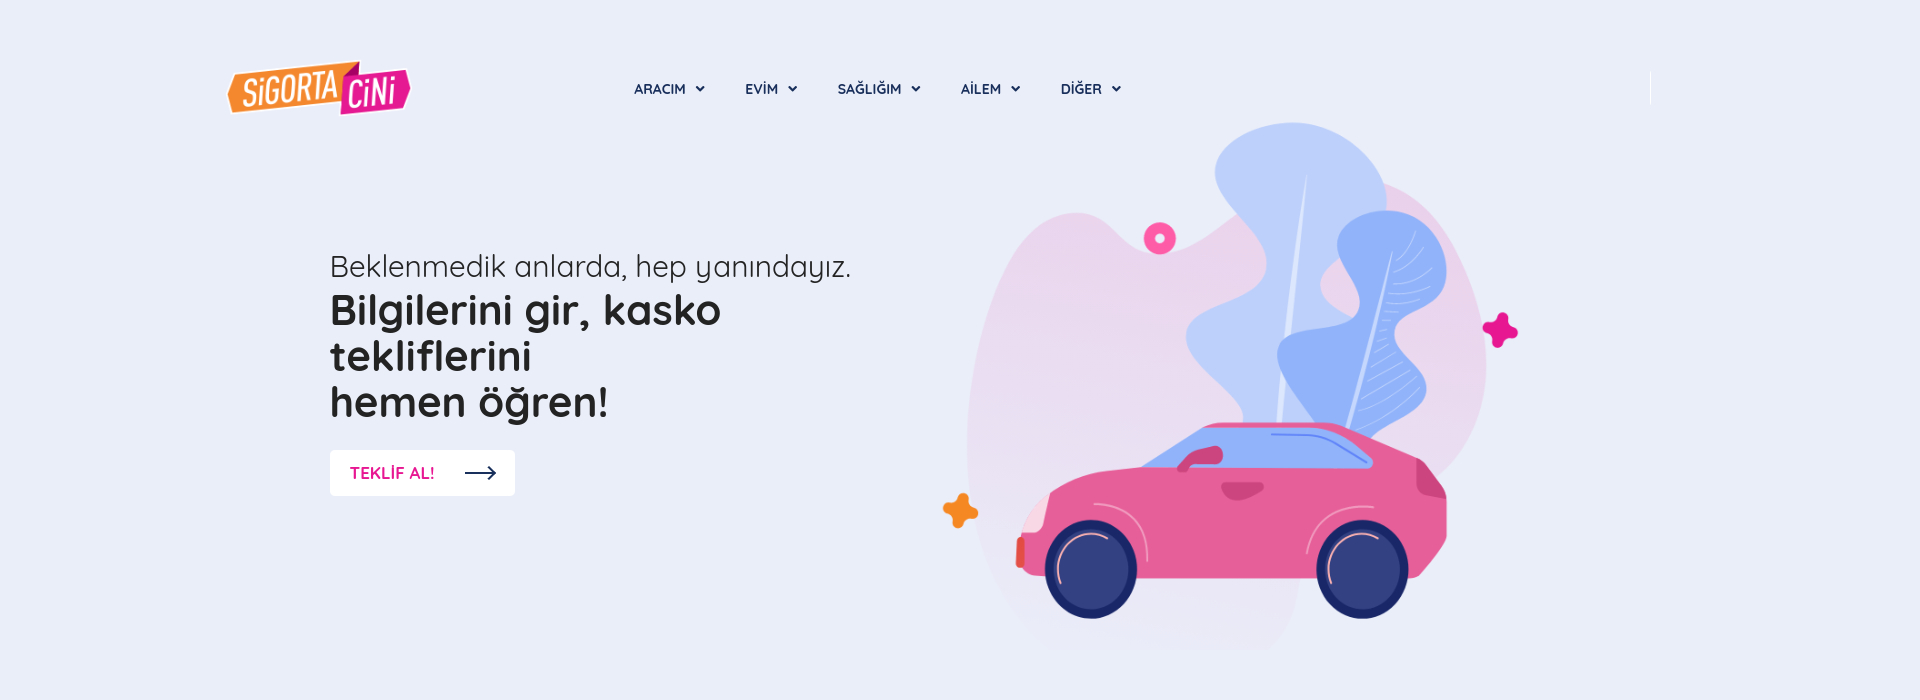 SiGORTA CiNi
ARACIM EVİM SAĞLIĞIM AİLEM DİĞER
Beklenmedik anlarda, hep yanındayız.
Bilgilerini gir, kasko
tekliflerini
hemen öğren!
TEKLİF AL!